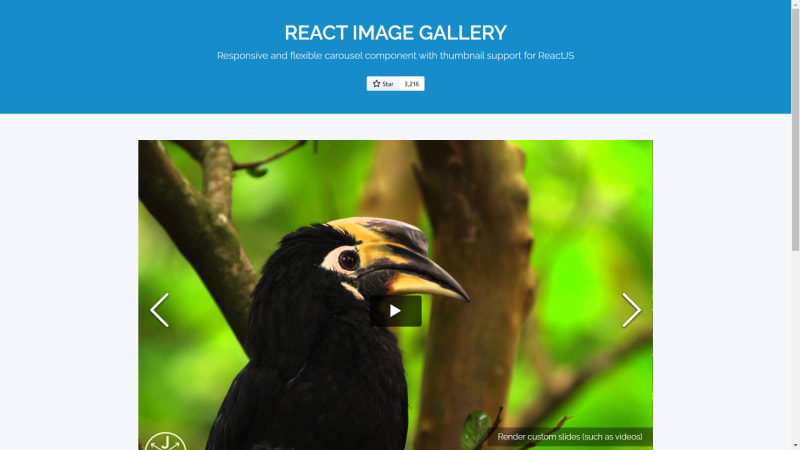 REACT IMAGE GALLERY
Responsive and flexible carousel component with thumbnail support for ReactJS
Star 3,216
Render custom slides (such as videos)
J